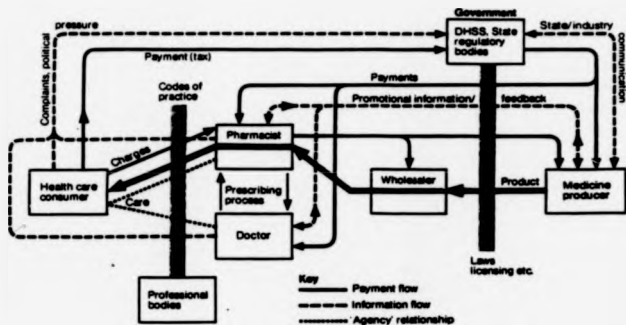 Government
DHSS, State
regulatory
bodies
pressure
Complaints, political
Payment (tax)
State/industry
communication
Codes of
practice
Payments
Promotional information/
feedback
Pharmacist
Charges
Health care
consumer
Care
Prescribing
process
Doctor
Wholesaler
Product
Medicine
producer
Laws
licensing etc.
Professional
bodies
Key
Payment flow
Information flow
'Agency' relationship